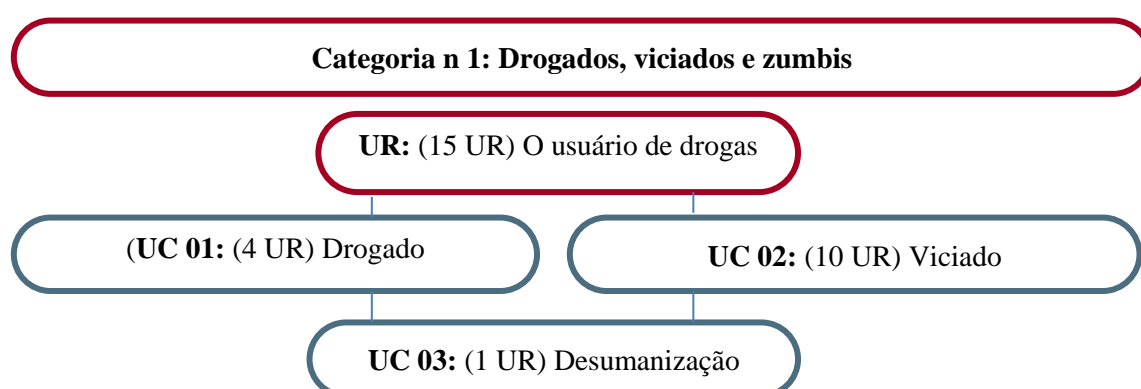 Categoria n 1: Drogados, viciados e zumbis
UR: (15 UR) O usuário de drogas
(UC 01: (4 UR) Drogado
UC 02: (10 UR) Viciado
UC 03: (1 UR) Desumanização